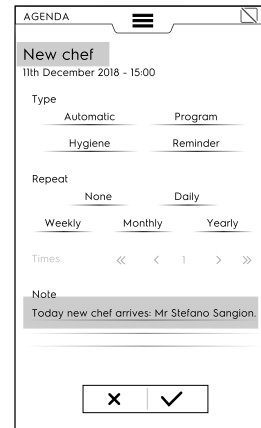 AGENDA
New chef
11th December 2018 - 15:00
Type
Automatic Program
Hygiene Reminder
Repeat
None Daily
Weekly Monthly Yearly
Times « < 1 > »
Note
Today new chef arrives: Mr Stefano Sangion.